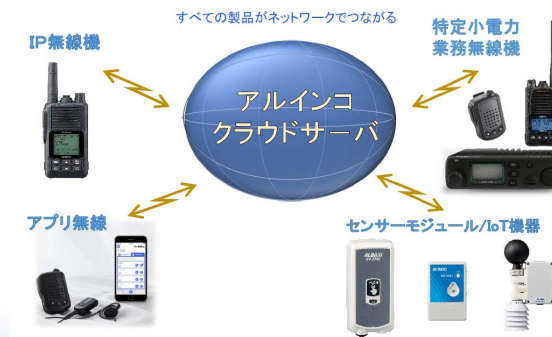 すべての製品がネットワークでつながる
IP無線機
特定小電力
業務無線機
アルインコ
クラウドサーバ
アプリ無線
センサーモジュール/IoT機器
ALINCO
ALINCO